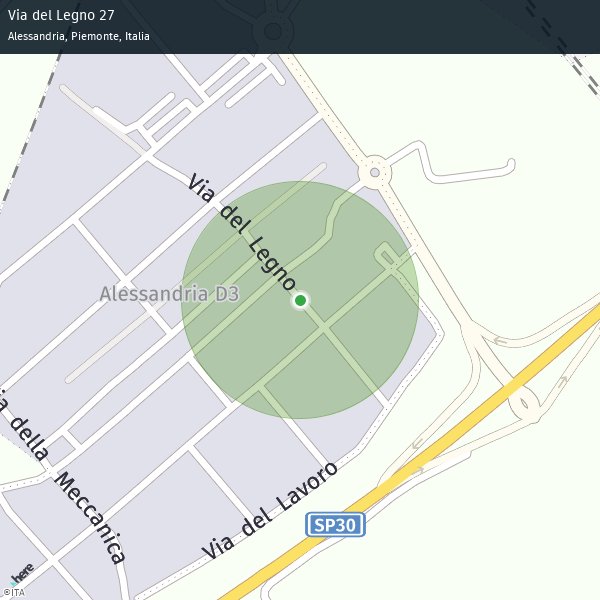 Via del Legno 27
Alessandria, Piemonte, Italia
Via del Legno
Alessandria D3
Via della Meccanica
Via del Lavoro
SP30
here
©ITA